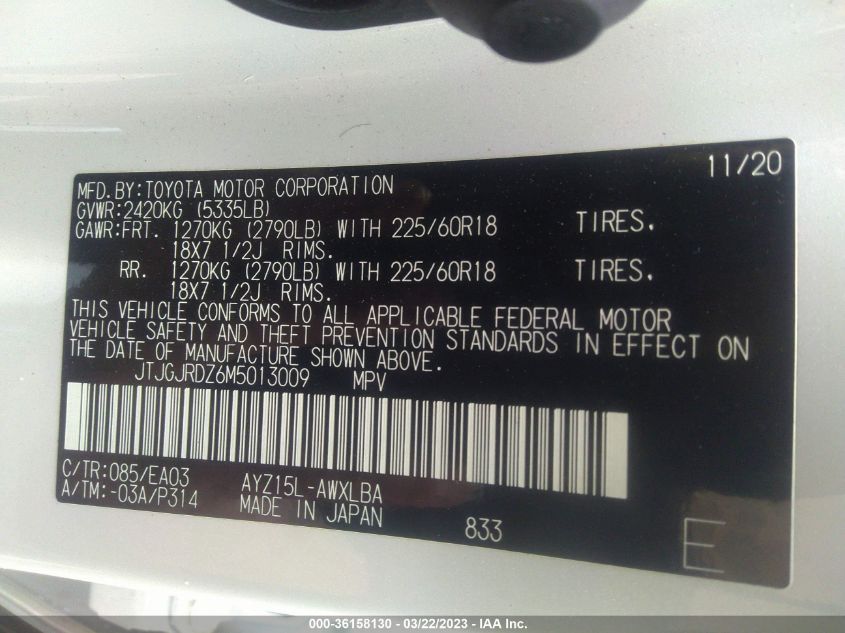 11/20
MFD.BY:TOYOTA MOTOR CORPORATION
GVWR:2420KG (5335LB)
GAWR:FRT. 1270KG (2790LB) WITH 225/60R18 TIRES.
18X7 1/2J RIMS.
RR. 1270KG (2790LB) WITH 225/60R18 TIRES.
18X7 1/2J RIMS.
THIS VEHICLE CONFORMS TO ALL APPLICABLE FEDERAL MOTOR
VEHICLE SAFETY AND THEFT PREVENTION STANDARDS IN EFFECT ON
THE DATE OF MANUFACTURE SHOWN ABOVE.
JTJGJRDZ6M5013009 MPV
C/TR:085/EA03 AYZ15L-AWXLBA
A/TM:-03A/P314 MADE IN JAPAN 833
E
000-36158130 - 03/22/2023 - IAA Inc.